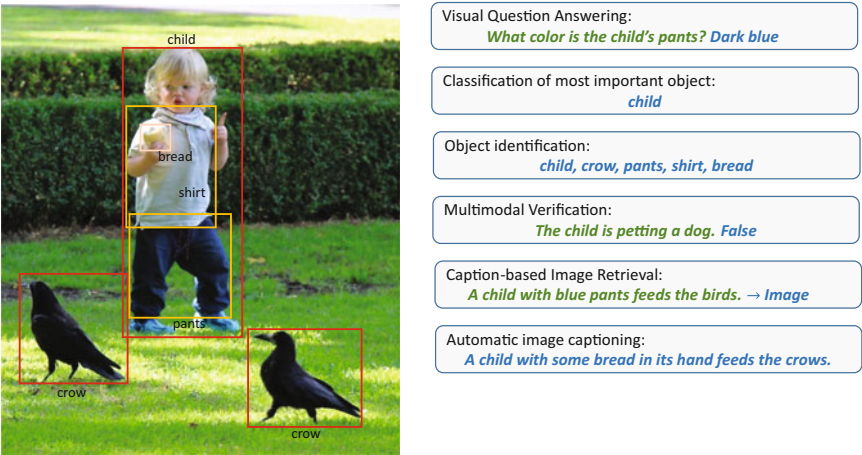 child
bread
shirt
pants
crow
crow
Visual Question Answering:
What color is the child's pants? Dark blue
Classification of most important object:
child
Object identification:
child, crow, pants, shirt, bread
Multimodal Verification:
The child is petting a dog. False
Caption-based Image Retrieval:
A child with blue pants feeds the birds. → Image
Automatic image captioning:
A child with some bread in its hand feeds the crows.